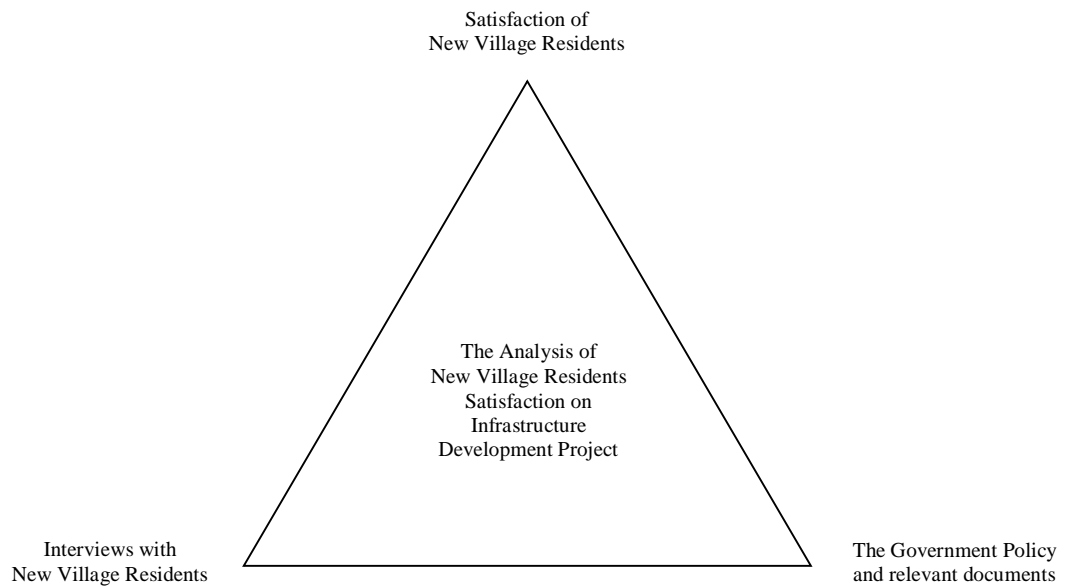 Satisfaction of
New Village Residents
The Analysis of
New Village Residents
Satisfaction on
Infrastructure
Development Project
Interviews with
New Village Residents
The Government Policy
and relevant documents